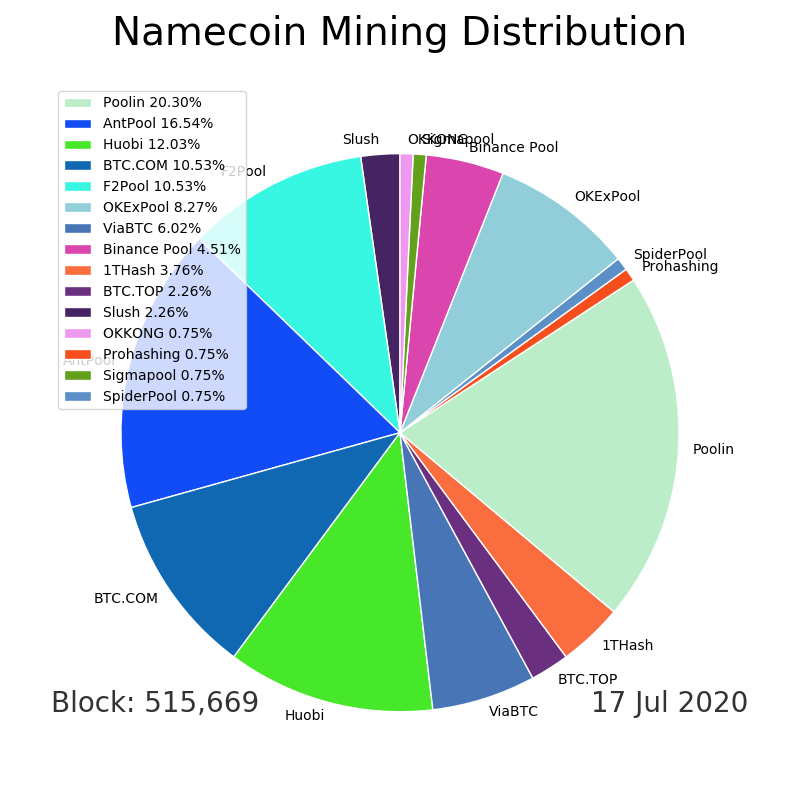 Namecoin Mining Distribution
Poolin 20.30%
AntPool 16.54%
Huobi 12.03%
BTC.COM 10.53%
F2Pool 10.53%
OKExPool 8.27%
ViaBTC 6.02%
Binance Pool 4.51%
1THash 3.76%
BTC.TOP 2.26%
Slush 2.26%
OKKONG 0.75%
Prohashing 0.75%
Sigmapool 0.75%
SpiderPool 0.75%
Slush
OKKONG
Sigmapool
Binance Pool
F2Pool
OKExPool
SpiderPool
Prohashing
AntPool
Poolin
BTC.COM
1THash
BTC.TOP
ViaBTC
Huobi
Block: 515,669
17 Jul 2020